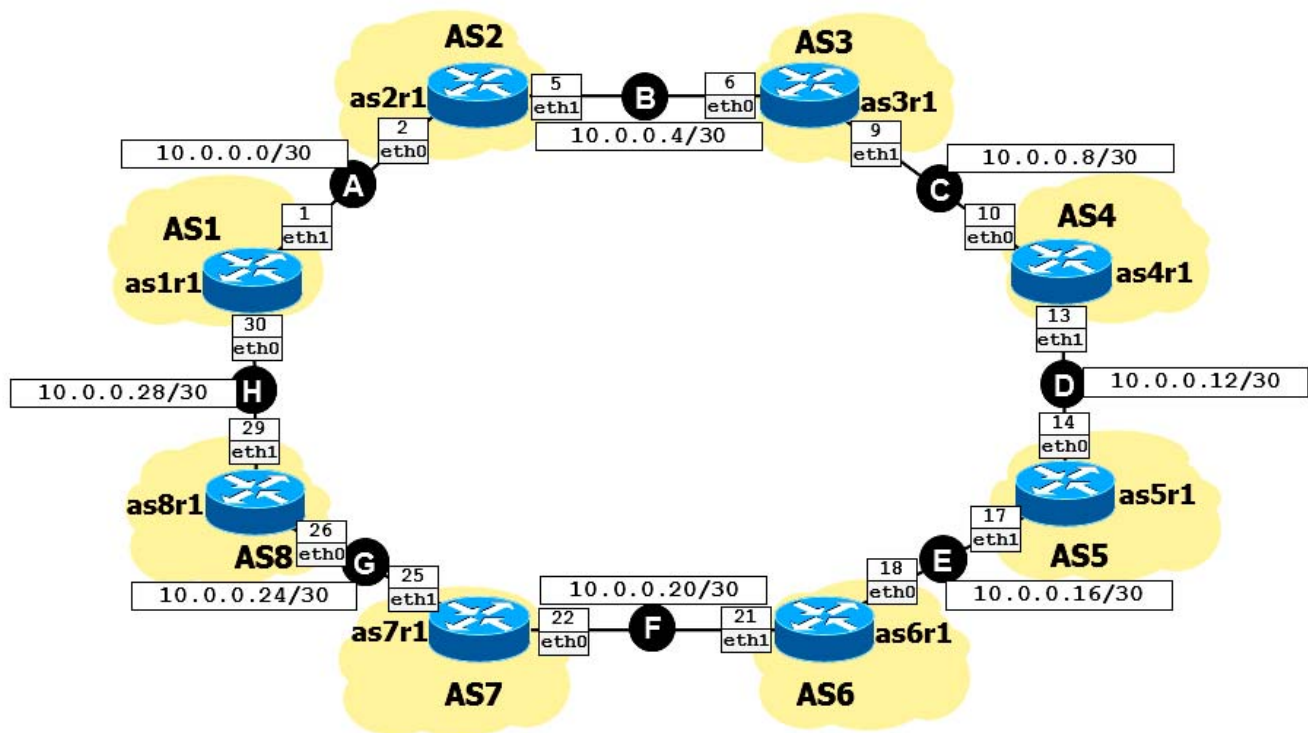 AS2
AS3
5
eth1
B
6
eth0
as2r1
as3r1
2
eth0
10.0.0.4/30
9
eth1
10.0.0.0/30
10.0.0.8/30
A
C
1
eth1
10
eth0
AS1
AS4
as1r1
as4r1
30
eth0
13
eth1
10.0.0.28/30
H
D
10.0.0.12/30
29
eth1
14
eth0
as8r1
as5r1
26
eth0
17
eth1
AS8
G
E
AS5
10.0.0.24/30
25
eth1
10.0.0.20/30
18
eth0
10.0.0.16/30
as7r1
22
eth0
F
21
eth1
as6r1
AS7
AS6